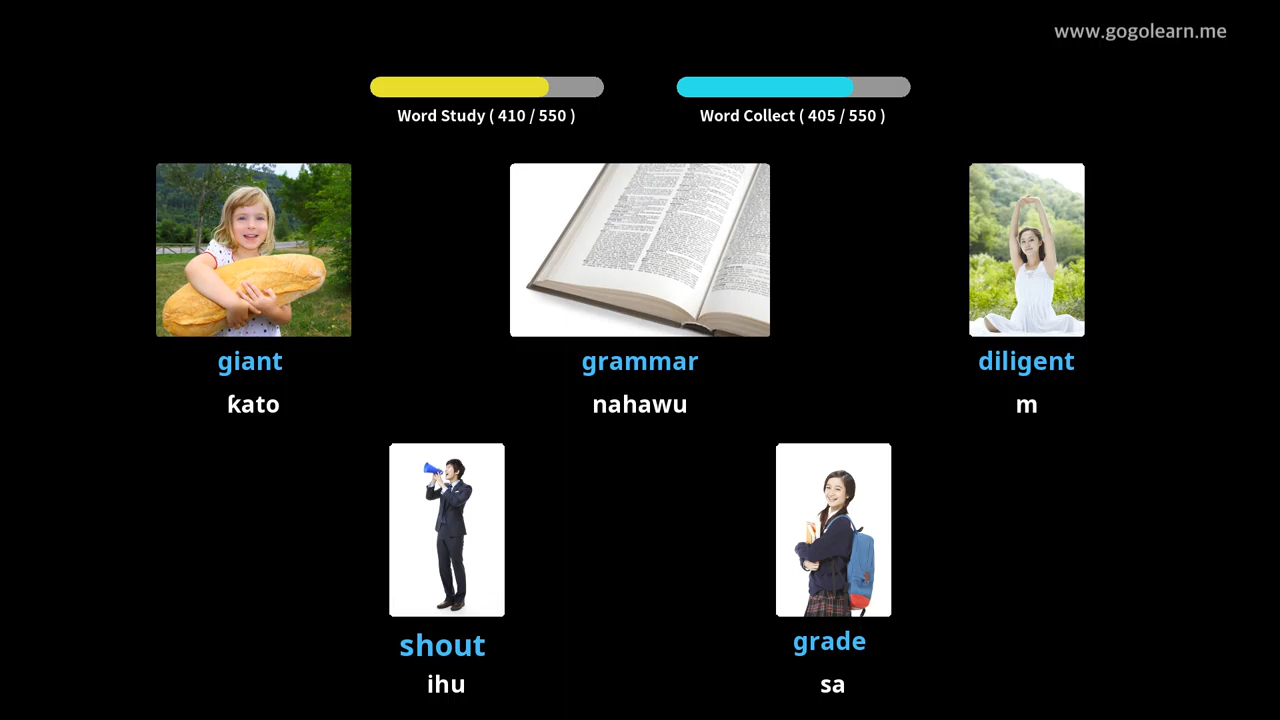 www.gogolearn.me
Word Study ( 410 / 550 )
Word Collect ( 405 / 550 )
giant
ƙato
grammar
nahawu
diligent
m
shout
ihu
grade
sa